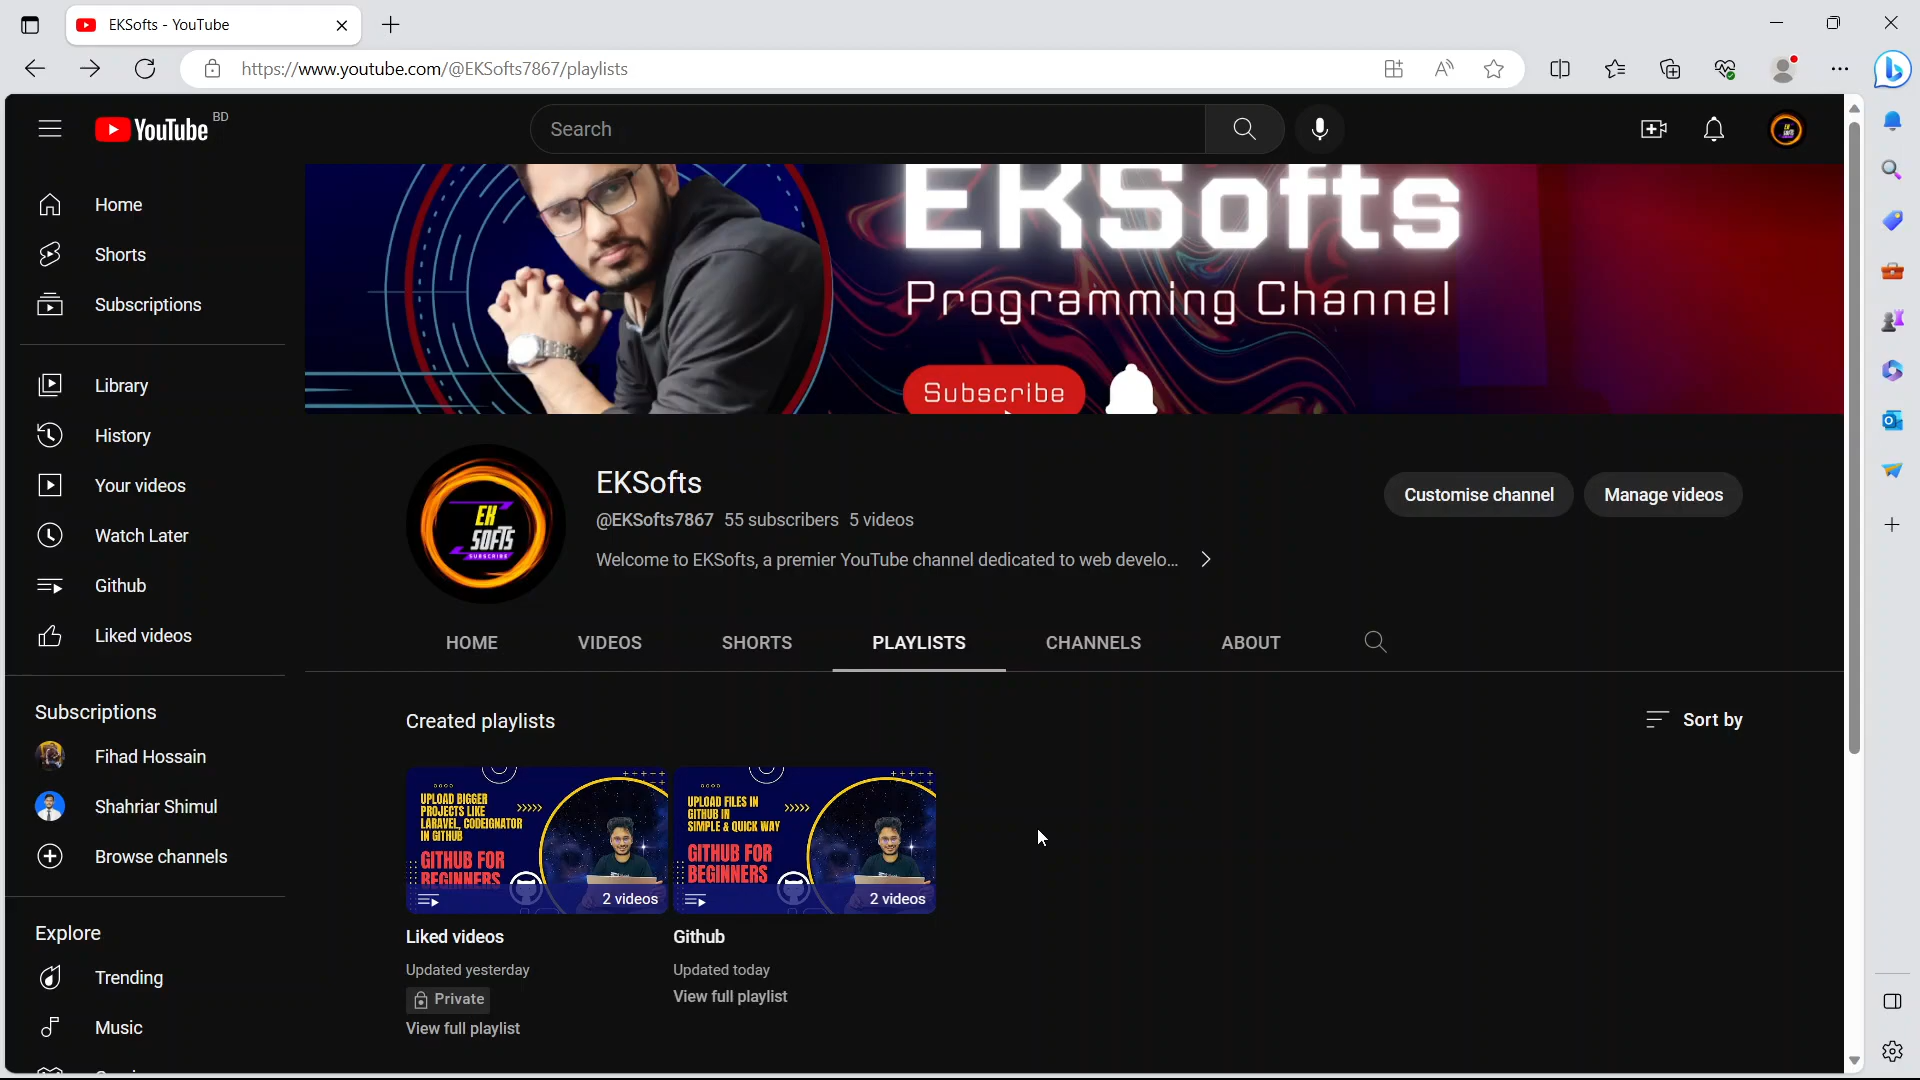 EKSofts - YouTube
https://www.youtube.com/@EKSofts7867/playlists
YouTube BD
Search
Home
Shorts
Subscriptions
Library
History
Your videos
Watch Later
Github
Liked videos
Subscriptions
Fihad Hossain
Shahriar Shimul
Browse channels
Explore
Trending
Music
EKSofts
Programming Channel
Subscribe
EK
SOFTS
SUBSCRIBE
EKSofts
@EKSofts7867 55 subscribers 5 videos
Welcome to EKSofts, a premier YouTube channel dedicated to web develo...
Customise channel
Manage videos
HOME
VIDEOS
SHORTS
PLAYLISTS
CHANNELS
ABOUT
Created playlists
Sort by
UPLOAD BIGGER
PROJECTS LIKE
LARAVEL, CODEIGNATOR
IN GITHUB
GITHUB FOR
BEGINNERS
2 videos
Liked videos
Updated yesterday
Private
View full playlist
UPLOAD FILES IN
GITHUB IN
SIMPLE & QUICK WAY
GITHUB FOR
BEGINNERS
2 videos
Github
Updated today
View full playlist